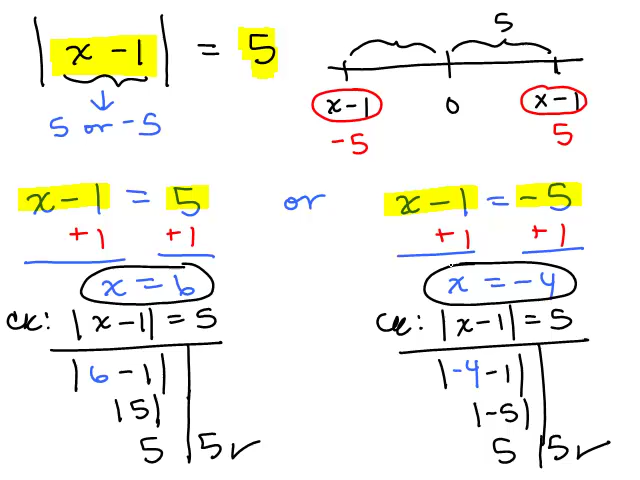 |x - 1| = 5
5 or -5
5
x - 1 0 x - 1
-5 5
x - 1 = 5 or x - 1 = -5
+1 +1 +1 +1
x = 6 x = -4
ck: |x - 1| = 5 ck: |x - 1| = 5
|6 - 1| |-4 - 1|
|5| |-5|
5 | 5 ✓ 5 | 5 ✓